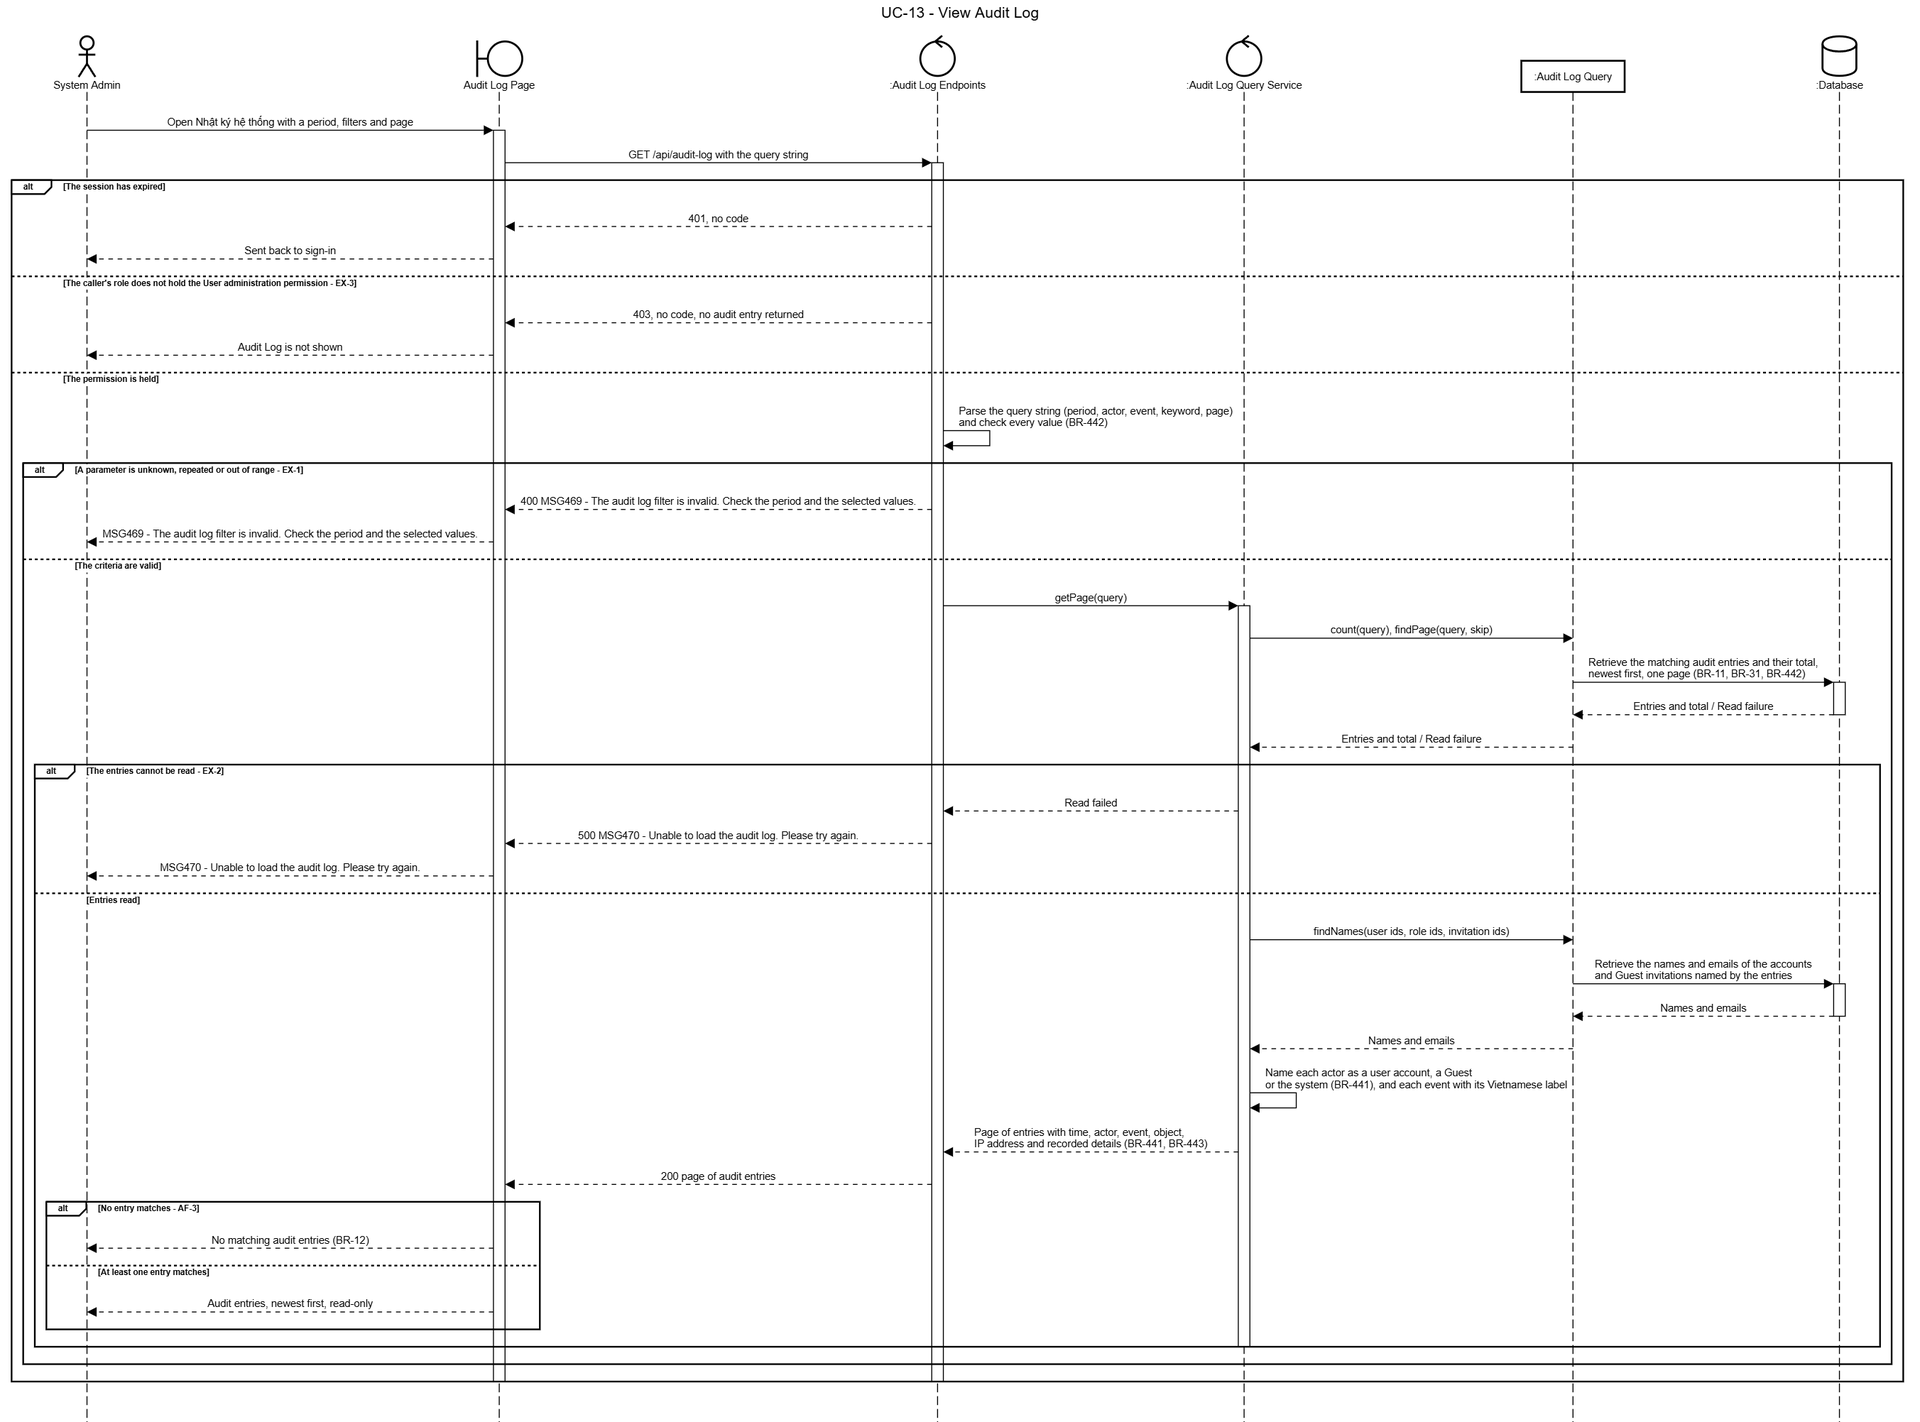 UC-13 - View Audit Log
System Admin
Audit Log Page
:Audit Log Endpoints
:Audit Log Query Service
:Audit Log Query
:Database
Open Nhật ký hệ thống with a period, filters and page
GET /api/audit-log with the query string
alt
[The session has expired]
401, no code
Sent back to sign-in
[The caller's role does not hold the User administration permission - EX-3]
403, no code, no audit entry returned
Audit Log is not shown
[The permission is held]
Parse the query string (period, actor, event, keyword, page)
and check every value (BR-442)
alt
[A parameter is unknown, repeated or out of range - EX-1]
400 MSG469 - The audit log filter is invalid. Check the period and the selected values.
MSG469 - The audit log filter is invalid. Check the period and the selected values.
[The criteria are valid]
getPage(query)
count(query), findPage(query, skip)
Retrieve the matching audit entries and their total,
newest first, one page (BR-11, BR-31, BR-442)
Entries and total / Read failure
Entries and total / Read failure
alt
[The entries cannot be read - EX-2]
Read failed
500 MSG470 - Unable to load the audit log. Please try again.
MSG470 - Unable to load the audit log. Please try again.
[Entries read]
findNames(user ids, role ids, invitation ids)
Retrieve the names and emails of the accounts
and Guest invitations named by the entries
Names and emails
Names and emails
Name each actor as a user account, a Guest
or the system (BR-441), and each event with its Vietnamese label
Page of entries with time, actor, event, object,
IP address and recorded details (BR-441, BR-443)
200 page of audit entries
alt
[No entry matches - AF-3]
No matching audit entries (BR-12)
[At least one entry matches]
Audit entries, newest first, read-only